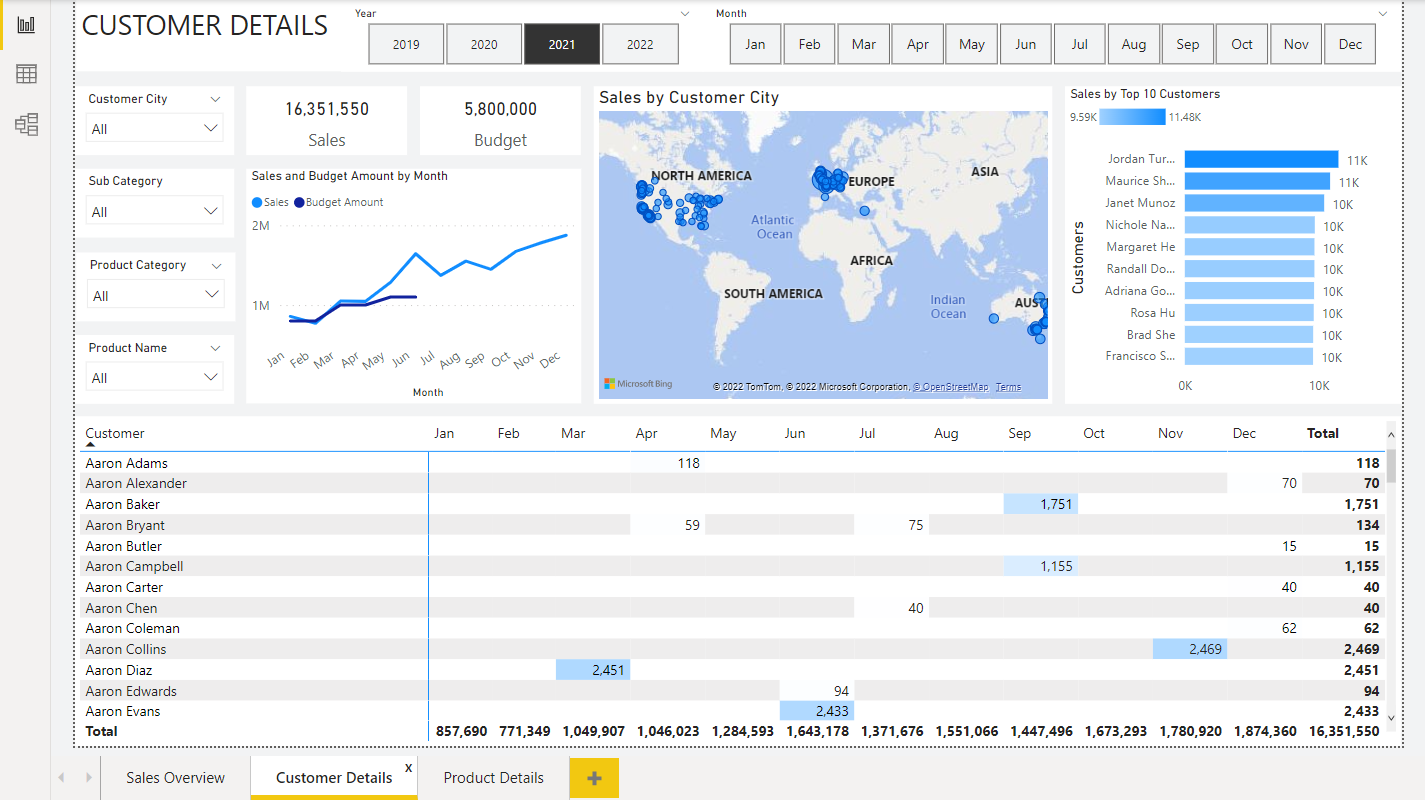 CUSTOMER DETAILS
Year
2019 2020 2021 2022
Month
Jan Feb Mar Apr May Jun Jul Aug Sep Oct Nov Dec
Customer City
All
Sub Category
All
Product Category
All
Product Name
All
16,351,550
Sales
5,800,000
Budget
Sales and Budget Amount by Month
Sales Budget Amount
2M
1M
Jan Feb Mar Apr May Jun Jul Aug Sep Oct Nov Dec
Month
Sales by Customer City
NORTH AMERICA
EUROPE
ASIA
Atlantic
Ocean
AFRICA
SOUTH AMERICA
Indian
Ocean
AUS
Microsoft Bing
© 2022 TomTom, © 2022 Microsoft Corporation, © OpenStreetMap Terms
Sales by Top 10 Customers
9.59K 11.48K
Customers
Jordan Tur... 11K
Maurice Sh... 11K
Janet Munoz 10K
Nichole Na... 10K
Margaret He 10K
Randall Do... 10K
Adriana Go... 10K
Rosa Hu 10K
Brad She 10K
Francisco S... 10K
0K 10K
Customer Jan Feb Mar Apr May Jun Jul Aug Sep Oct Nov Dec Total
Aaron Adams 118 118
Aaron Alexander 70 70
Aaron Baker 1,751 1,751
Aaron Bryant 59 75 134
Aaron Butler 15 15
Aaron Campbell 1,155 1,155
Aaron Carter 40 40
Aaron Chen 40 40
Aaron Coleman 62 62
Aaron Collins 2,469 2,469
Aaron Diaz 2,451 2,451
Aaron Edwards 94 94
Aaron Evans 2,433 2,433
Total 857,690 771,349 1,049,907 1,046,023 1,284,593 1,643,178 1,371,676 1,551,066 1,447,496 1,673,293 1,780,920 1,874,360 16,351,550
Sales Overview Customer Details x Product Details +